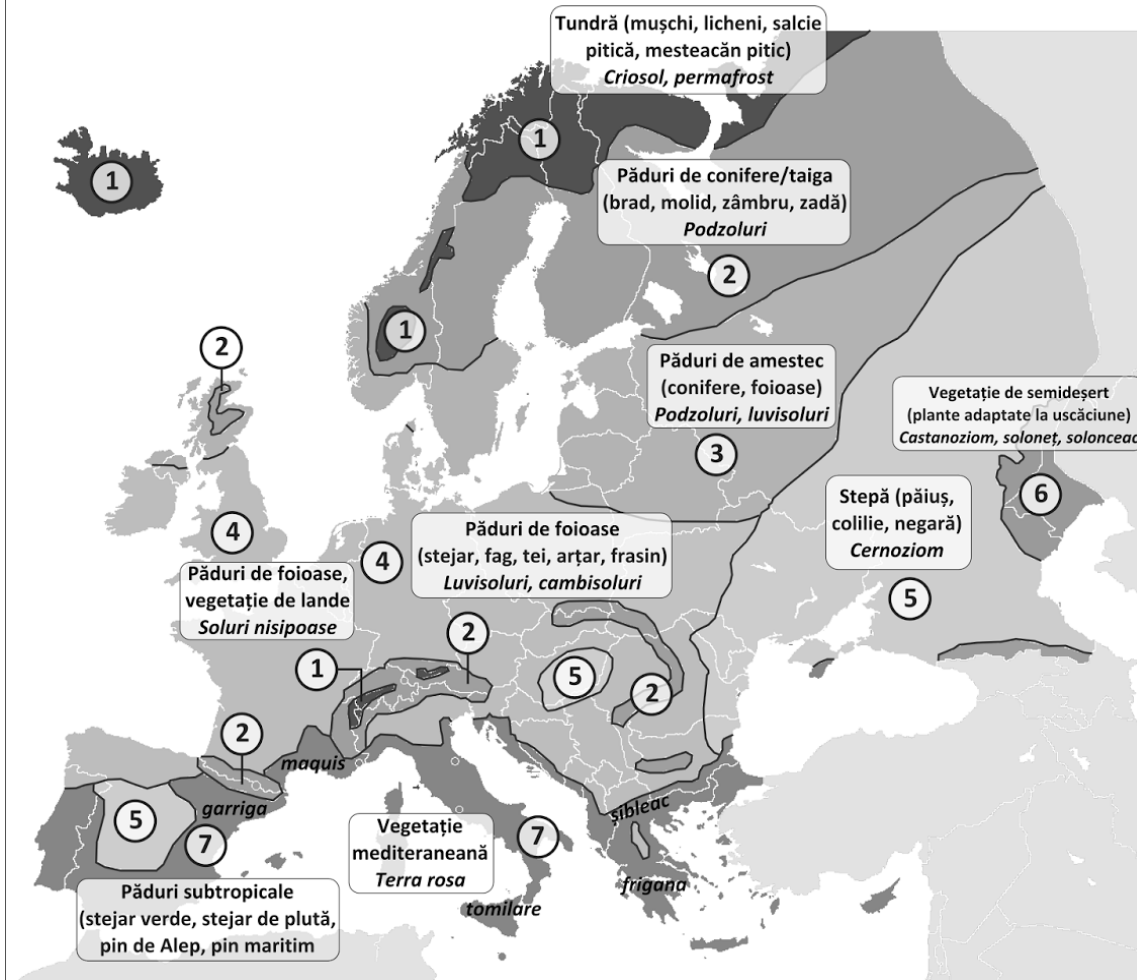 Tundră (mușchi, licheni, salcie
pitică, mesteacăn pitic)
Criosol, permafrost
1
1
Păduri de conifere/taiga
(brad, molid, zâmbru, zadă)
Podzoluri
2
1
2
Păduri de amestec
(conifere, foioase)
Podzoluri, luvisoluri
3
Vegetație de semideșert
(plante adaptate la uscăciune)
Castanoziom, soloneț, solonceac
6
Stepă (păiuș,
colilie, negară)
Cernoziom
5
4
4
Păduri de foioase
(stejar, fag, tei, arțar, frasin)
Luvisoluri, cambisoluri
Păduri de foioase,
vegetație de lande
Soluri nisipoase
2
1
5
2
2
maquis
garriga
5
7
șibleac
Vegetație
mediteraneană
Terra rosa
7
frigana
tomilare
Păduri subtropicale
(stejar verde, stejar de plută,
pin de Alep, pin maritim